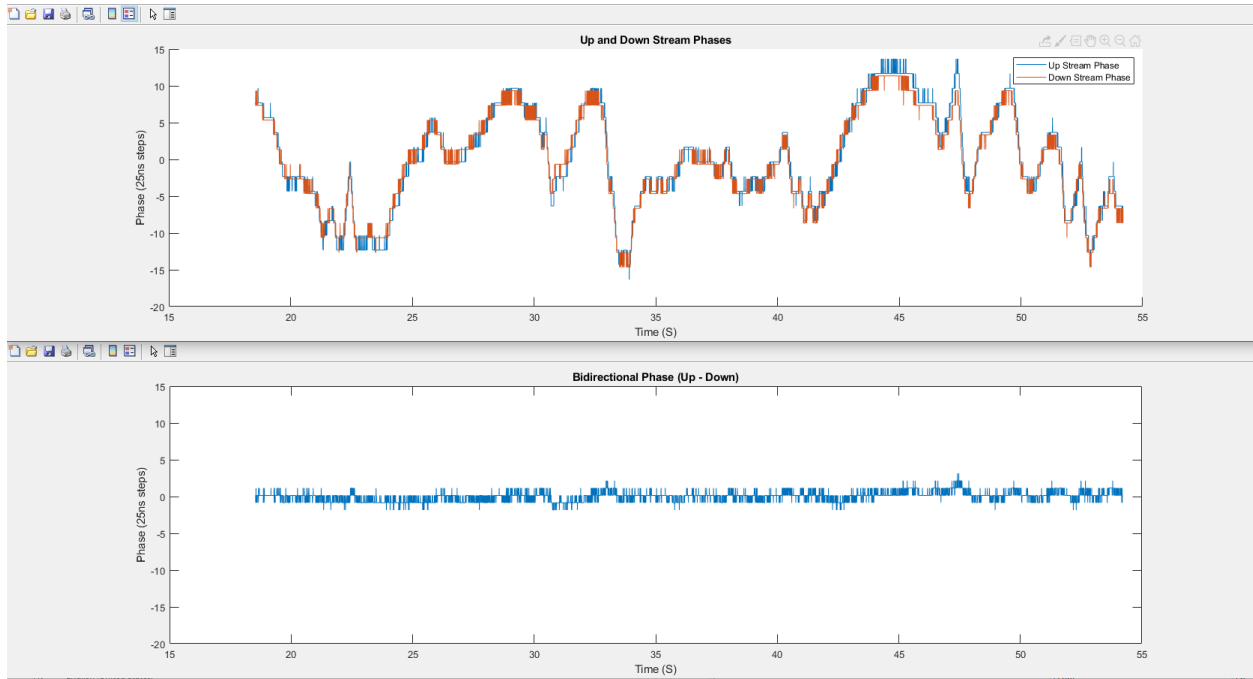 Up and Down Stream Phases
15
10
5
0
-5
-10
-15
-20
Phase (25ns steps)
Up Stream Phase
Down Stream Phase
15 20 25 30 35 40 45 50 55
Time (S)
Bidirectional Phase (Up - Down)
15
10
5
0
-5
-10
-15
-20
Phase (25ns steps)
15 20 25 30 35 40 45 50 55
Time (S)